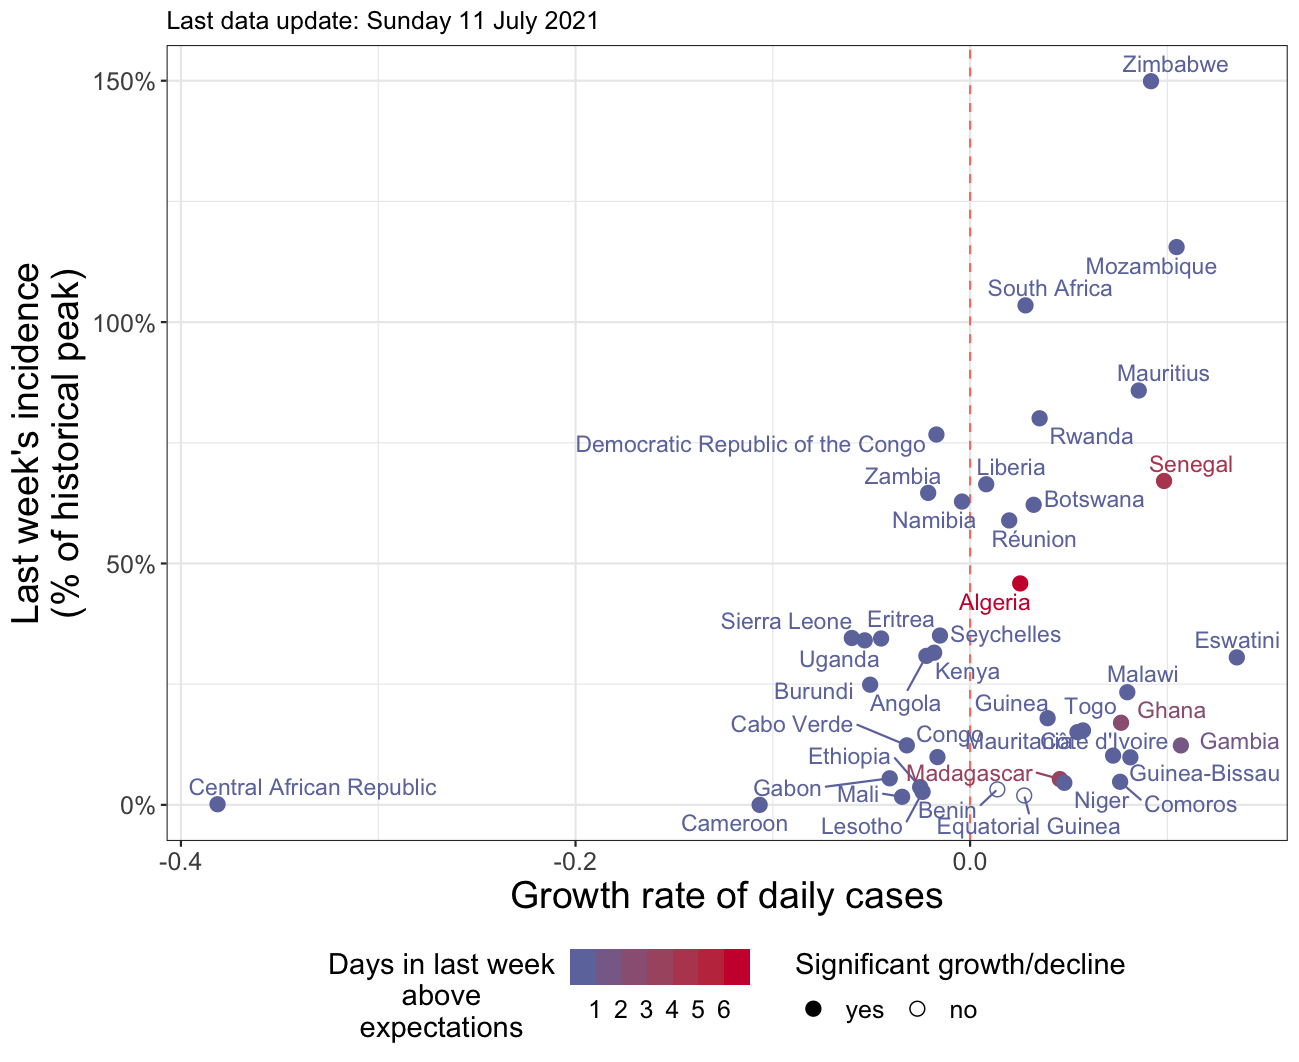 Last data update: Sunday 11 July 2021
Last week's incidence
(% of historical peak)
150%
100%
50%
0%
Zimbabwe
Mozambique
South Africa
Mauritius
Rwanda
Democratic Republic of the Congo
Senegal
Liberia
Zambia
Botswana
Namibia
Réunion
Algeria
Sierra Leone
Eritrea
Seychelles
Eswatini
Uganda
Kenya
Malawi
Burundi
Angola
Guinea
Togo
Ghana
Cabo Verde
Congo
Mauritania
Côte d'Ivoire
Gambia
Ethiopia
Madagascar
Guinea-Bissau
Central African Republic
Gabon
Mali
Niger
Comoros
Benin
Cameroon
Lesotho
Equatorial Guinea
-0.4
-0.2
0.0
Growth rate of daily cases
Days in last week
above
expectations
1 2 3 4 5 6
Significant growth/decline
yes
no